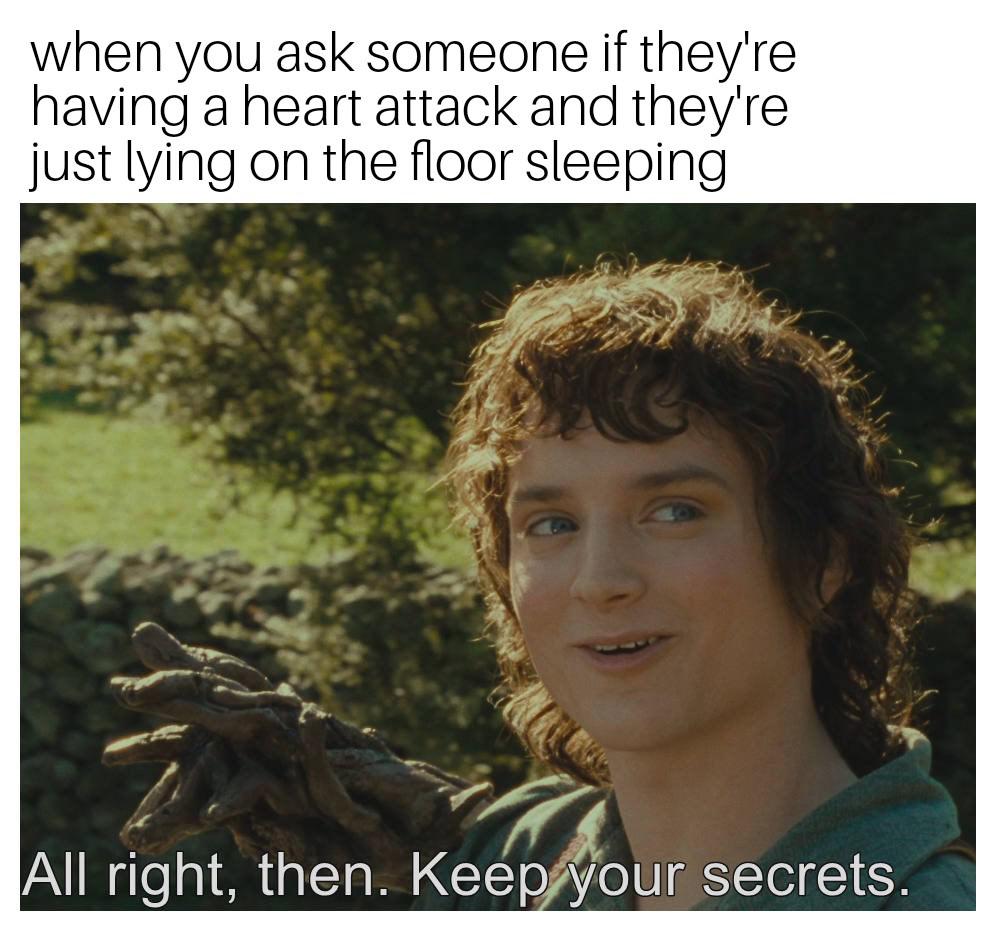 when you ask someone if they're
having a heart attack and they're
just lying on the floor sleeping
All right, then. Keep your secrets.